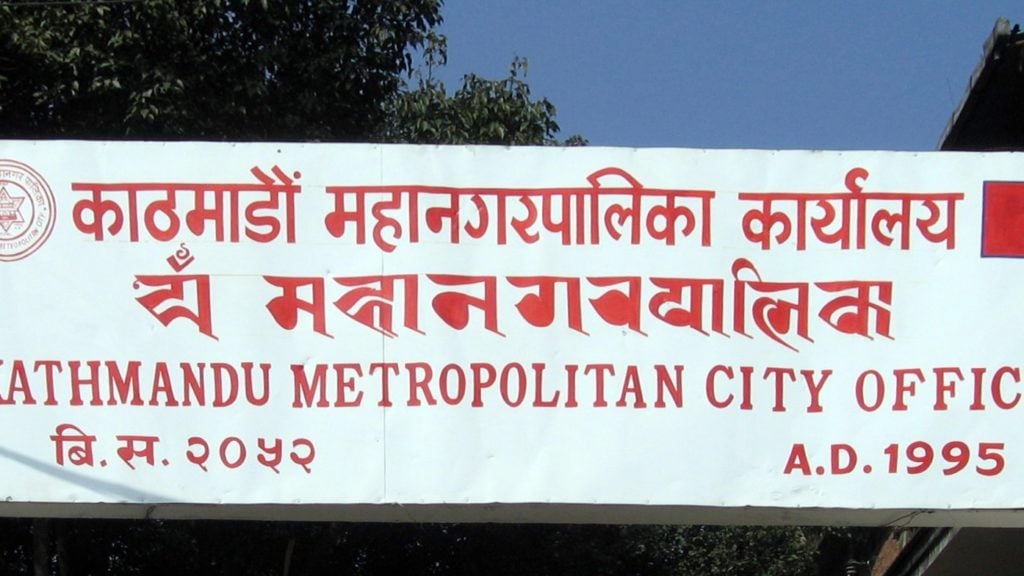 काठमाडौं महानगरपालिका कार्यालय
KATHMANDU METROPOLITAN CITY OFFIC
बि. स. २०५२ A.D. 1995